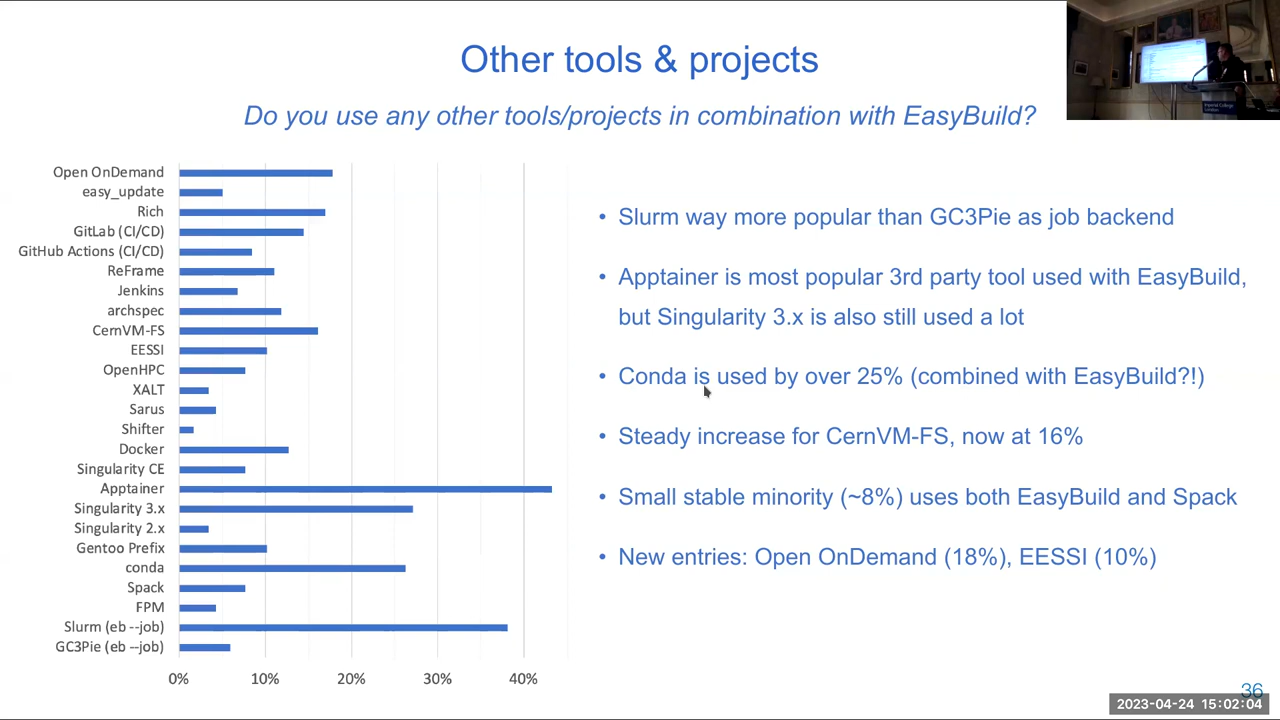 Other tools & projects
Do you use any other tools/projects in combination with EasyBuild?
Open OnDemand
easy_update
Rich
GitLab (CI/CD)
GitHub Actions (CI/CD)
ReFrame
Jenkins
archspec
CernVM-FS
EESSI
OpenHPC
XALT
Sarus
Shifter
Docker
Singularity CE
Apptainer
Singularity 3.x
Singularity 2.x
Gentoo Prefix
conda
Spack
FPM
Slurm (eb --job)
GC3Pie (eb --job)
0% 10% 20% 30% 40%
• Slurm way more popular than GC3Pie as job backend
• Apptainer is most popular 3rd party tool used with EasyBuild,
but Singularity 3.x is also still used a lot
• Conda is used by over 25% (combined with EasyBuild?!)
• Steady increase for CernVM-FS, now at 16%
• Small stable minority (~8%) uses both EasyBuild and Spack
• New entries: Open OnDemand (18%), EESSI (10%)
36
2023-04-24 15:02:04
Imperial College
London